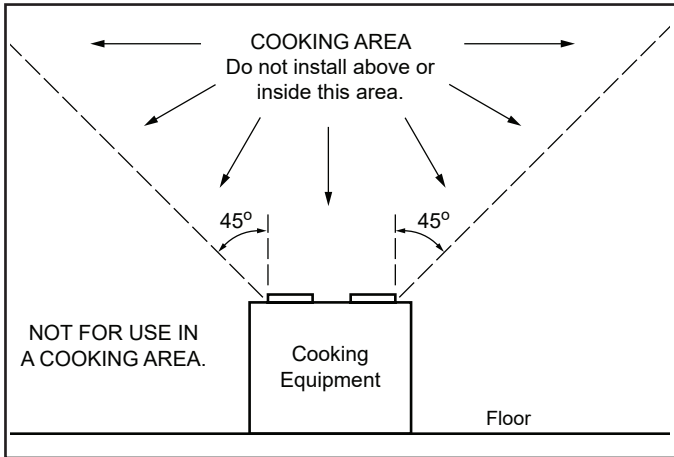 COOKING AREA
Do not install above or
inside this area.
45º
45º
NOT FOR USE IN
A COOKING AREA.
Cooking
Equipment
Floor